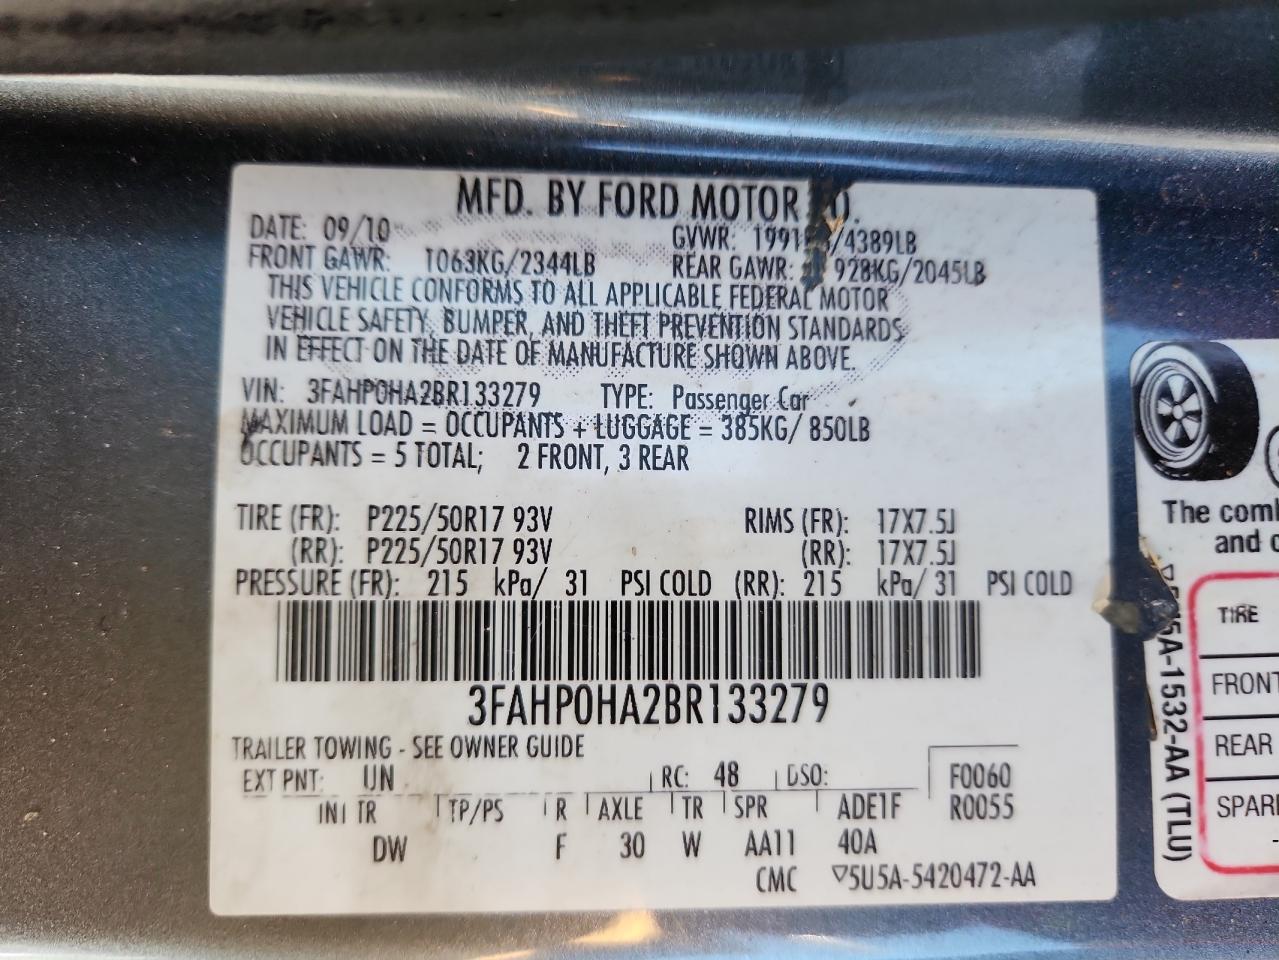 MFD. BY FORD MOTOR
DATE: 09/10 GVWR: 1991 /4389LB
FRONT GAWR: 1063KG/2344LB REAR GAWR: 928KG/2045LB
THIS VEHICLE CONFORMS TO ALL APPLICABLE FEDERAL MOTOR
VEHICLE SAFETY, BUMPER, AND THEFT PREVENTION STANDARDS
IN EFFECT ON THE DATE OF MANUFACTURE SHOWN ABOVE.
VIN: 3FAHP0HA2BR133279 TYPE: Passenger Car
MAXIMUM LOAD = OCCUPANTS + LUGGAGE = 385KG/ 850LB
OCCUPANTS = 5 TOTAL; 2 FRONT, 3 REAR
TIRE (FR): P225/50R17 93V RIMS (FR): 17X7.5J
(RR): P225/50R17 93V (RR): 17X7.5J
PRESSURE (FR): 215 kPa/ 31 PSI COLD (RR): 215 kPa/ 31 PSI COLD
3FAHP0HA2BR133279
TRAILER TOWING - SEE OWNER GUIDE
EXT PNT: UN RC: 48 DSO: F0060
INT TR TP/PS R AXLE TR SPR ADE1F R0055
DW F 30 W AA11 40A
CMC ▽5U5A-5420472-AA
The com
and c
TIRE
FRONT
REAR
SPAR
5A-1532-AA (TLU)